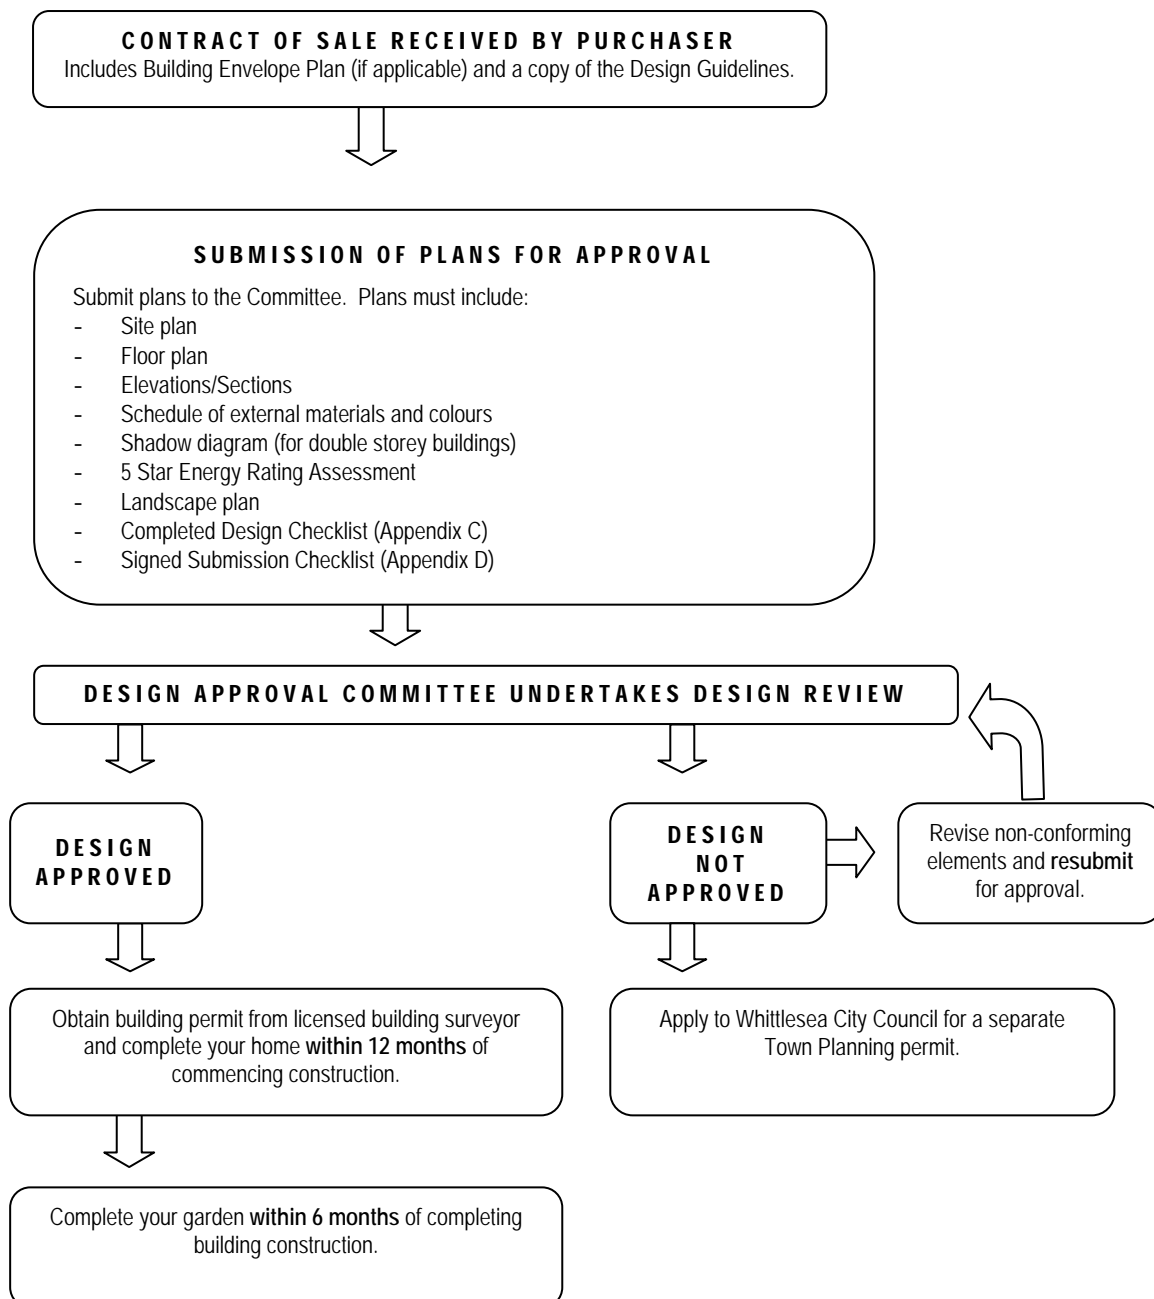 CONTRACT OF SALE RECEIVED BY PURCHASER
Includes Building Envelope Plan (if applicable) and a copy of the Design Guidelines.
SUBMISSION OF PLANS FOR APPROVAL
Submit plans to the Committee. Plans must include:
- Site plan
- Floor plan
- Elevations/Sections
- Schedule of external materials and colours
- Shadow diagram (for double storey buildings)
- 5 Star Energy Rating Assessment
- Landscape plan
- Completed Design Checklist (Appendix C)
- Signed Submission Checklist (Appendix D)
DESIGN APPROVAL COMMITTEE UNDERTAKES DESIGN REVIEW
DESIGN
APPROVED
DESIGN
NOT
APPROVED
Revise non-conforming
elements and resubmit
for approval.
Obtain building permit from licensed building surveyor
and complete your home within 12 months of
commencing construction.
Apply to Whittlesea City Council for a separate
Town Planning permit.
Complete your garden within 6 months of completing
building construction.